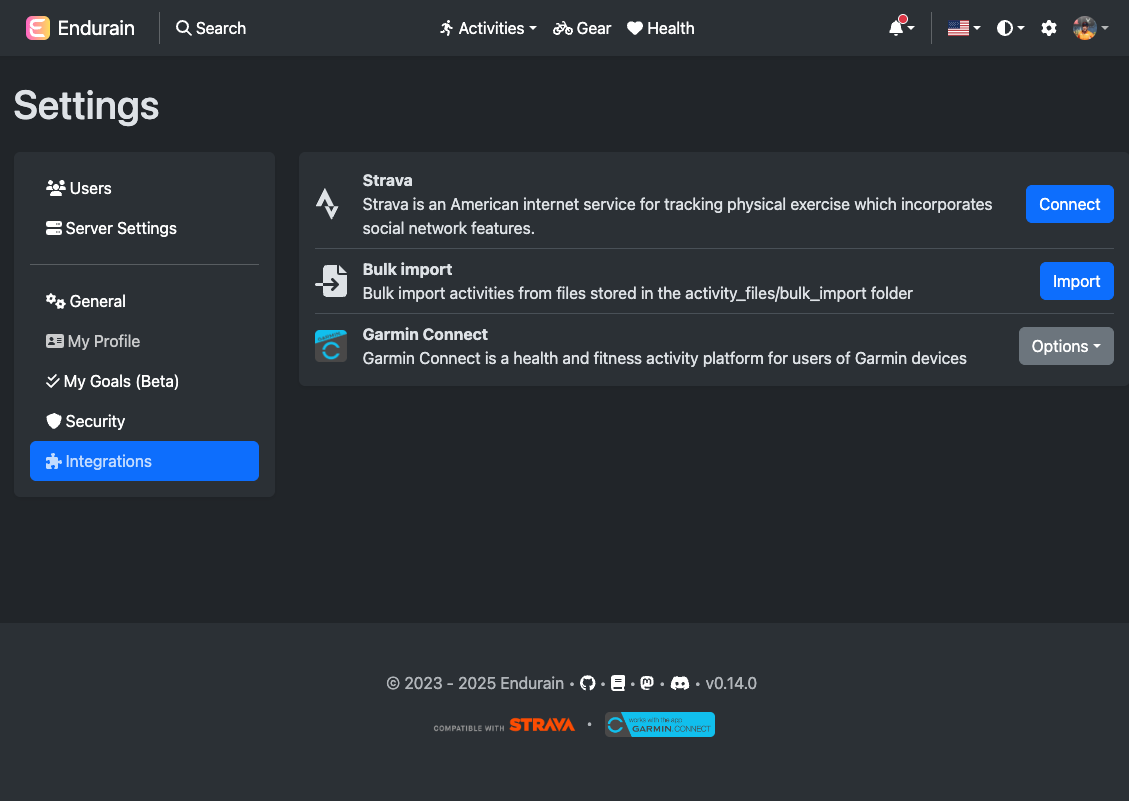 Endurain
Search
Activities
Gear
Health
Settings
Users
Server Settings
General
My Profile
My Goals (Beta)
Security
Integrations
Strava
Strava is an American internet service for tracking physical exercise which incorporates
social network features.
Connect
Bulk import
Bulk import activities from files stored in the activity_files/bulk_import folder
Import
Garmin Connect
Garmin Connect is a health and fitness activity platform for users of Garmin devices
Options
© 2023 - 2025 Endurain • • • • • v0.14.0
COMPATIBLE WITH STRAVA •
works with the app
GARMIN CONNECT